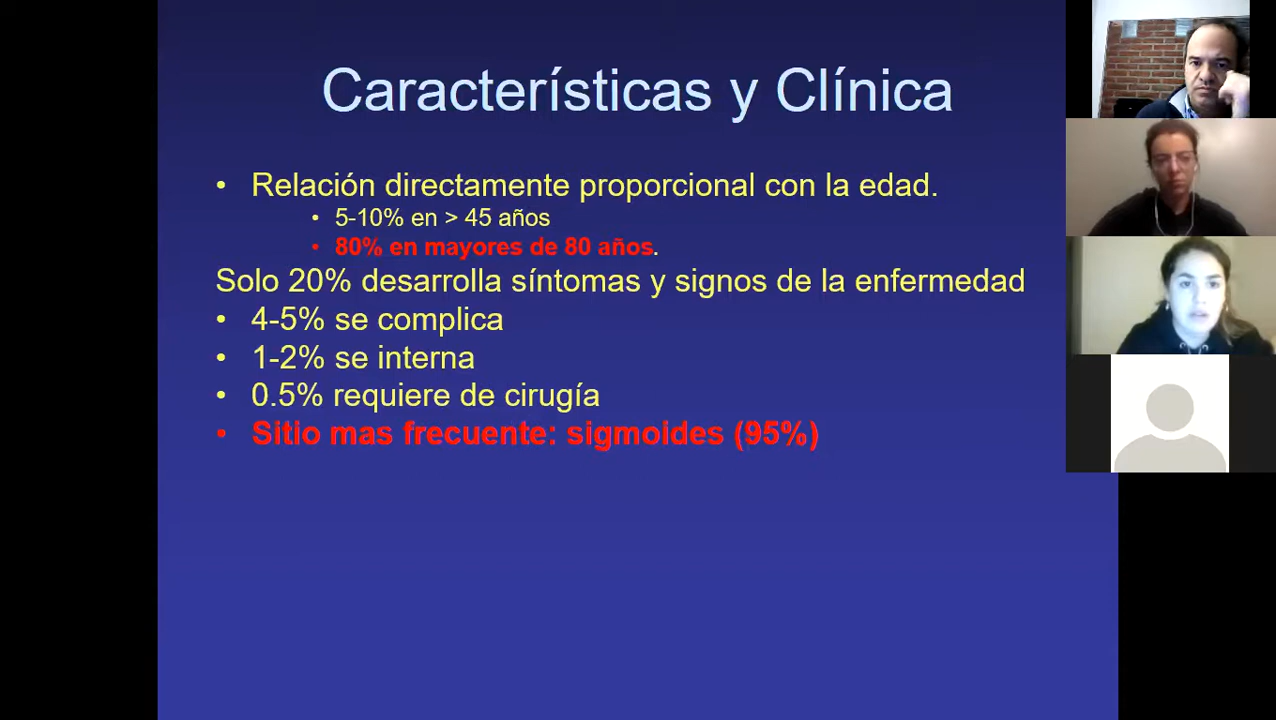 Características y Clínica
• Relación directamente proporcional con la edad.
• 5-10% en > 45 años
• 80% en mayores de 80 años.
Solo 20% desarrolla síntomas y signos de la enfermedad
• 4-5% se complica
• 1-2% se interna
• 0.5% requiere de cirugía
• Sitio mas frecuente: sigmoides (95%)